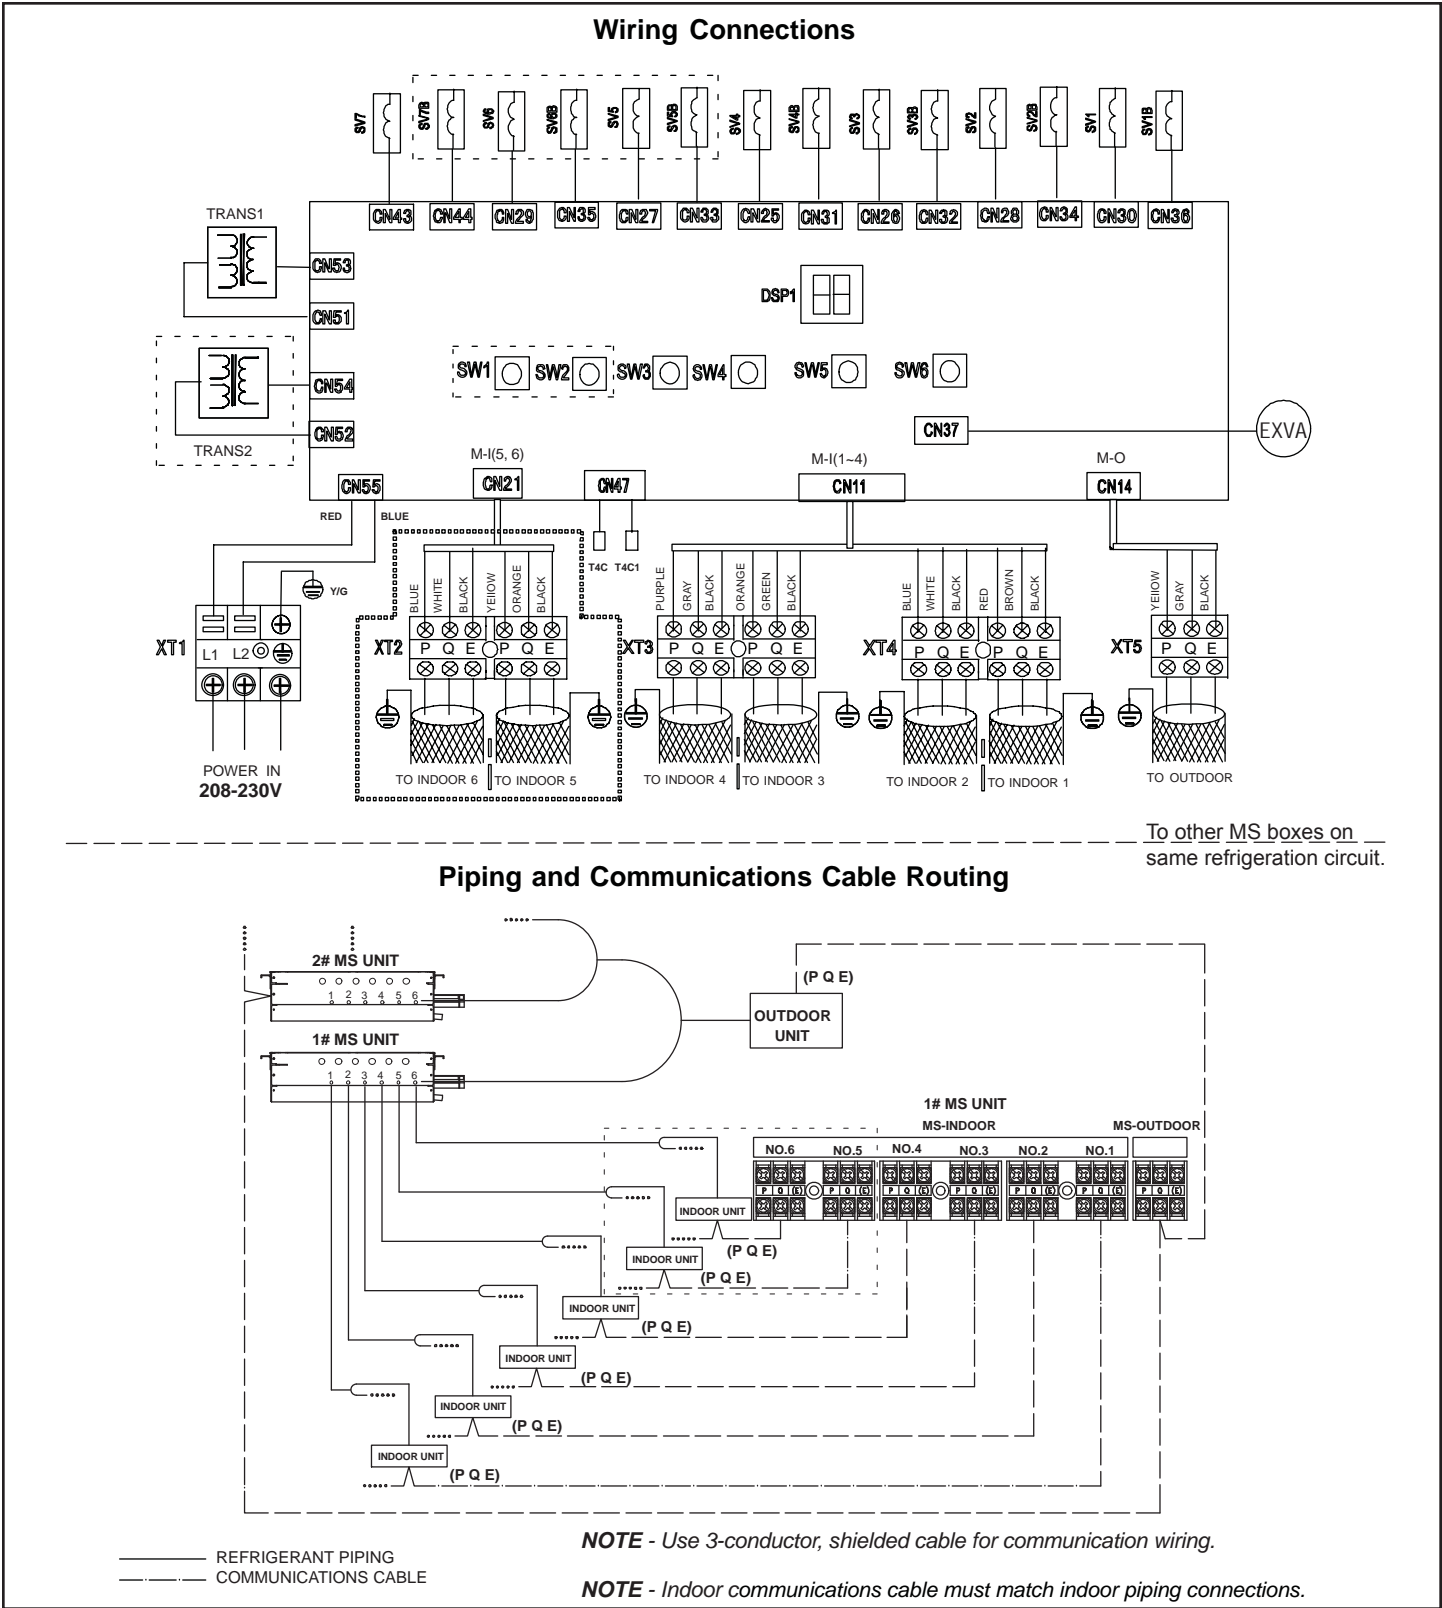 Wiring Connections
SV7 SV7B SV6 SV6B SV5 SV5B SV4 SV4B SV3 SV3B SV2 SV2B SV1 SV1B
CN43 CN44 CN29 CN35 CN27 CN33 CN25 CN31 CN26 CN32 CN28 CN34 CN30 CN36
TRANS1
CN53
CN51
DSP1
SW1 SW2 SW3 SW4 SW5 SW6
CN54
CN52
TRANS2
CN37
EXVA
M-I(5, 6)
M-I(1~4)
M-O
CN55 CN21 CN47 CN11 CN14
RED BLUE
T4C T4C1
Y/G
BLUE WHITE BLACK YEllOW ORANGE BLACK
PURPLE GRAY BLACK ORANGE GREEN BLACK
BLUE WHITE BLACK RED BROWN BLACK
YEllOW GRAY BLACK
XT1 L1 L2
XT2 P Q E P Q E
XT3 P Q E P Q E
XT4 P Q E P Q E
XT5 P Q E
POWER IN
208-230V
TO INDOOR 6 TO INDOOR 5 TO INDOOR 4 TO INDOOR 3 TO INDOOR 2 TO INDOOR 1 TO OUTDOOR
To other MS boxes on
same refrigeration circuit.
Piping and Communications Cable Routing
2# MS UNIT
1 2 3 4 5 6
1# MS UNIT
1 2 3 4 5 6
(P Q E)
OUTDOOR
UNIT
1# MS UNIT
MS-INDOOR MS-OUTDOOR
NO.6 NO.5 NO.4 NO.3 NO.2 NO.1
P Q (E) P Q (E) P Q (E) P Q (E) P Q (E) P Q (E) P Q (E)
INDOOR UNIT
(P Q E)
INDOOR UNIT
(P Q E)
INDOOR UNIT
(P Q E)
INDOOR UNIT
(P Q E)
INDOOR UNIT
(P Q E)
INDOOR UNIT
(P Q E)
REFRIGERANT PIPING
COMMUNICATIONS CABLE
NOTE - Use 3-conductor, shielded cable for communication wiring.
NOTE - Indoor communications cable must match indoor piping connections.